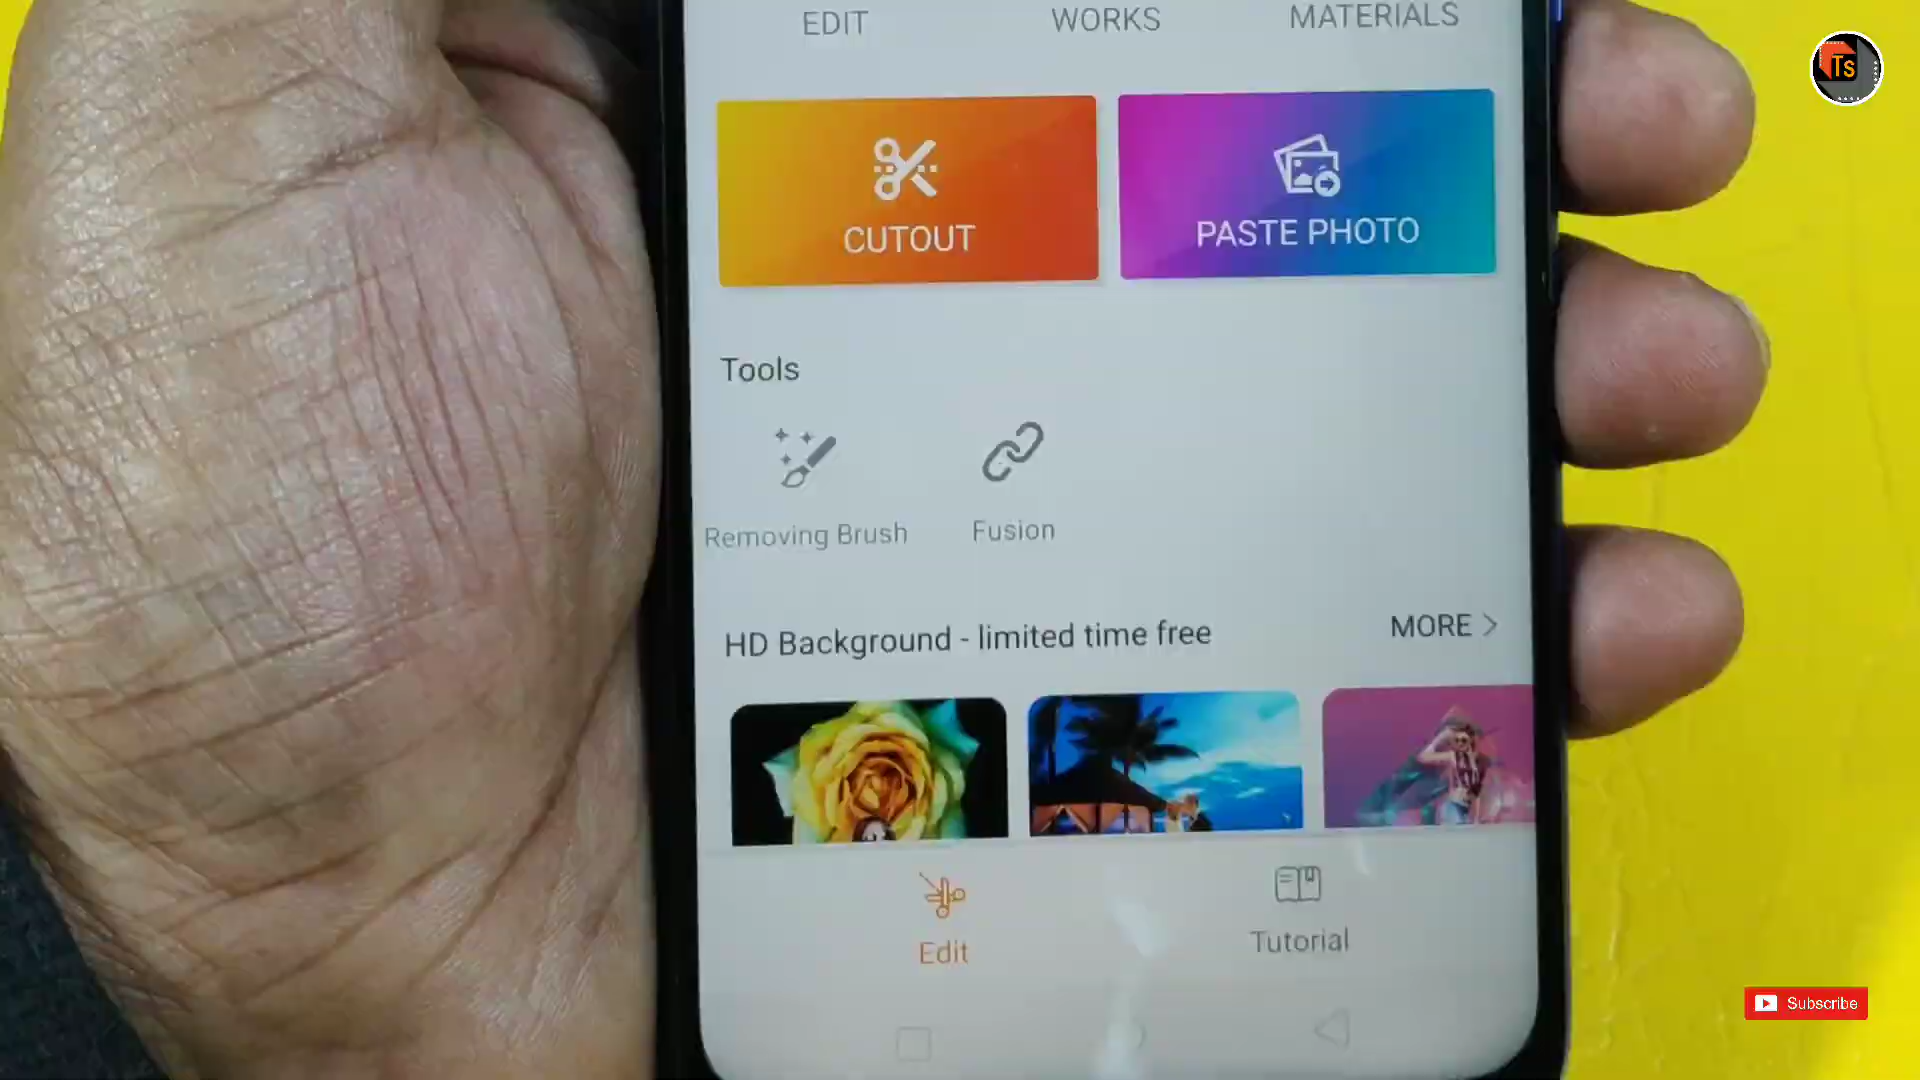 EDIT WORKS MATERIALS
Ts
CUTOUT
PASTE PHOTO
Tools
Removing Brush
Fusion
HD Background - limited time free
MORE >
Edit
Tutorial
Subscribe